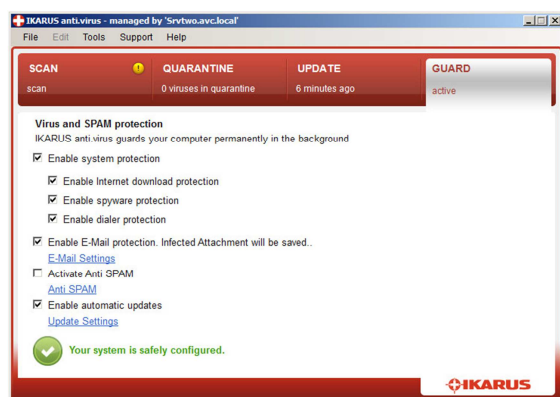 IKARUS anti.virus - managed by 'Srvtwo.avc.local'
File Edit Tools Support Help
SCAN ! QUARANTINE UPDATE GUARD
scan 0 viruses in quarantine 6 minutes ago active
Virus and SPAM protection
IKARUS anti.virus guards your computer permanently in the background
Enable system protection
Enable Internet download protection
Enable spyware protection
Enable dialer protection
Enable E-Mail protection. Infected Attachment will be saved..
E-Mail Settings
Activate Anti SPAM
Anti SPAM
Enable automatic updates
Update Settings
Your system is safely configured.
IKARUS